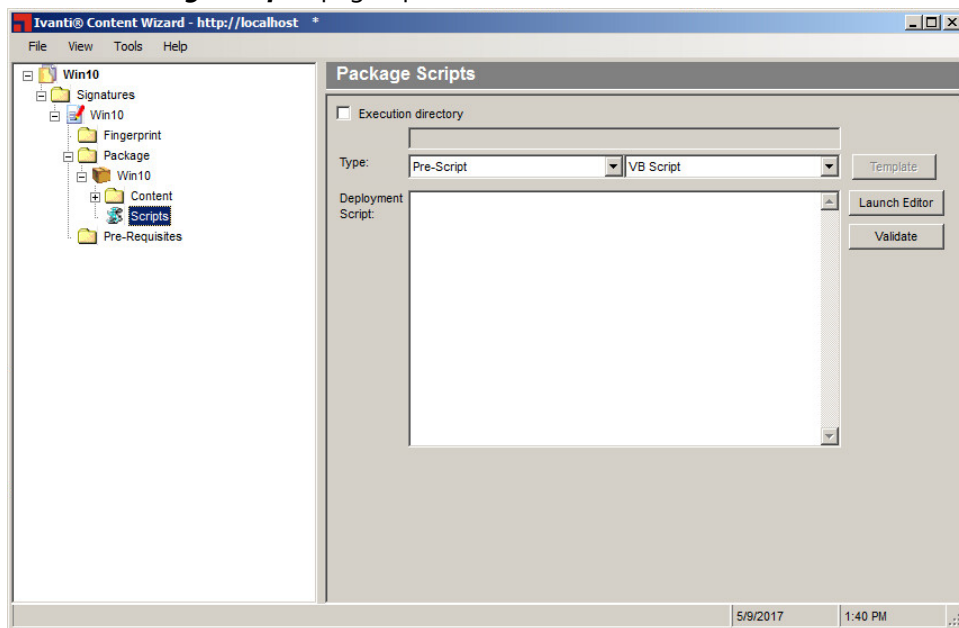 Ivanti® Content Wizard - http://localhost *
File View Tools Help
Win10
Signatures
Win10
Fingerprint
Package
Win10
Content
Scripts
Pre-Requisites
Package Scripts
Execution directory
Type: Pre-Script VB Script Template
Deployment
Script:
Launch Editor
Validate
5/9/2017 1:40 PM